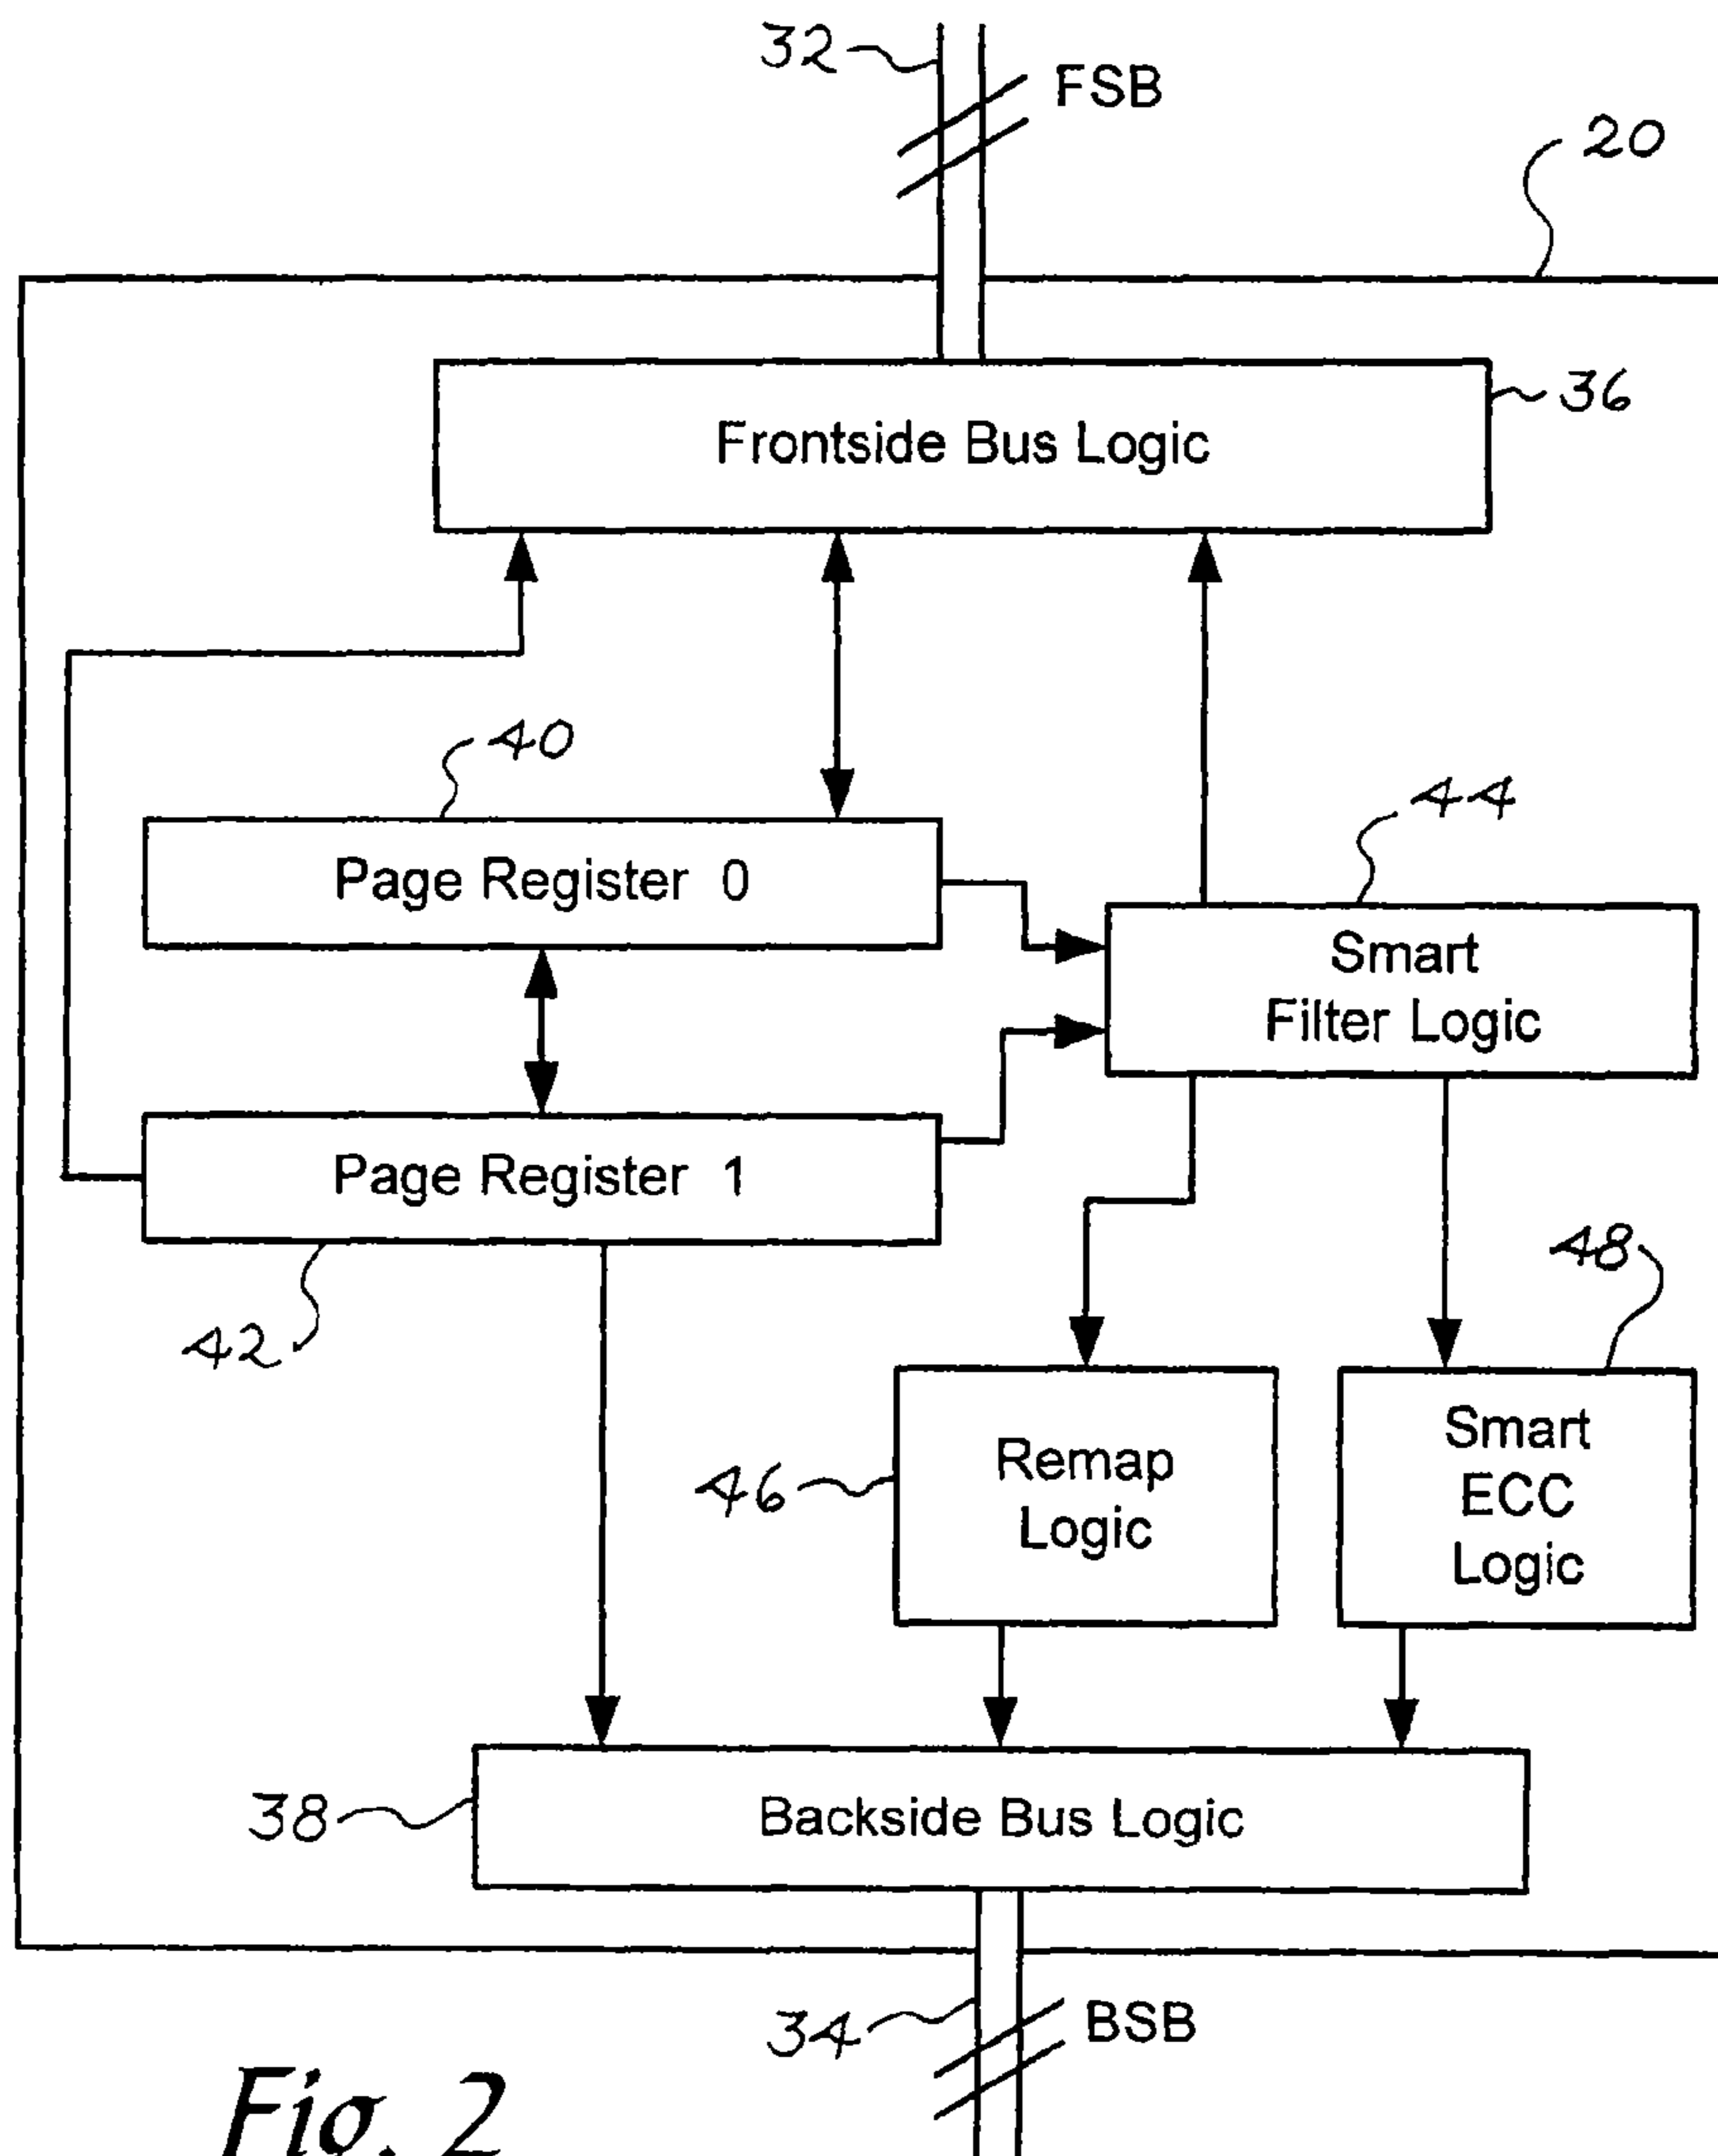 32
FSB
20
Frontside Bus Logic
36
40
44
Page Register 0
Smart
Filter Logic
Page Register 1
42
48
46
Remap
Logic
Smart
ECC
Logic
38
Backside Bus Logic
34
BSB
Fig. 2